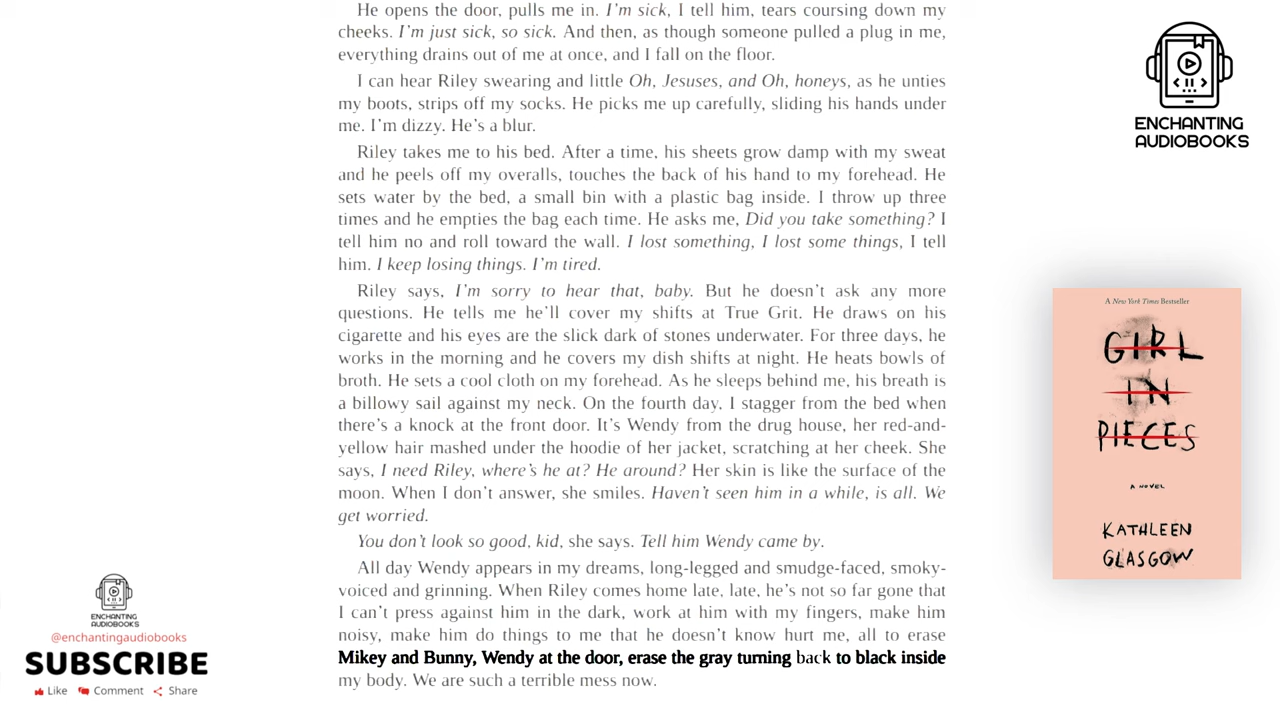 He opens the door, pulls me in. I'm sick, I tell him, tears coursing down my
cheeks. I'm just sick, so sick. And then, as though someone pulled a plug in me,
everything drains out of me at once, and I fall on the floor.
I can hear Riley swearing and little Oh, Jesuses, and Oh, honeys, as he unties
my boots, strips off my socks. He picks me up carefully, sliding his hands under
me. I'm dizzy. He's a blur.
Riley takes me to his bed. After a time, his sheets grow damp with my sweat
and he peels off my overalls, touches the back of his hand to my forehead. He
sets water by the bed, a small bin with a plastic bag inside. I throw up three
times and he empties the bag each time. He asks me, Did you take something? I
tell him no and roll toward the wall. I lost something, I lost some things, I tell
him. I keep losing things. I'm tired.
Riley says, I'm sorry to hear that, baby. But he doesn't ask any more
questions. He tells me he'll cover my shifts at True Grit. He draws on his
cigarette and his eyes are the slick dark of stones underwater. For three days, he
works in the morning and he covers my dish shifts at night. He heats bowls of
broth. He sets a cool cloth on my forehead. As he sleeps behind me, his breath is
a billowy sail against my neck. On the fourth day, I stagger from the bed when
there's a knock at the front door. It's Wendy from the drug house, her red-and-
yellow hair mashed under the hoodie of her jacket, scratching at her cheek. She
says, I need Riley, where's he at? He around? Her skin is like the surface of the
moon. When I don't answer, she smiles. Haven't seen him in a while, is all. We
get worried.
You don't look so good, kid, she says. Tell him Wendy came by.
All day Wendy appears in my dreams, long-legged and smudge-faced, smoky-
voiced and grinning. When Riley comes home late, late, he's not so far gone that
I can't press against him in the dark, work at him with my fingers, make him
noisy, make him do things to me that he doesn't know hurt me, all to erase
Mikey and Bunny, Wendy at the door, erase the gray turning back to black inside
my body. We are such a terrible mess now.
ENCHANTING
AUDIOBOOKS
A New York Times Bestseller
GIRL
IN
PIECES
A NOVEL
KATHLEEN
GLASGOW
ENCHANTING
AUDIOBOOKS
@enchantingaudiobooks
SUBSCRIBE
Like Comment Share